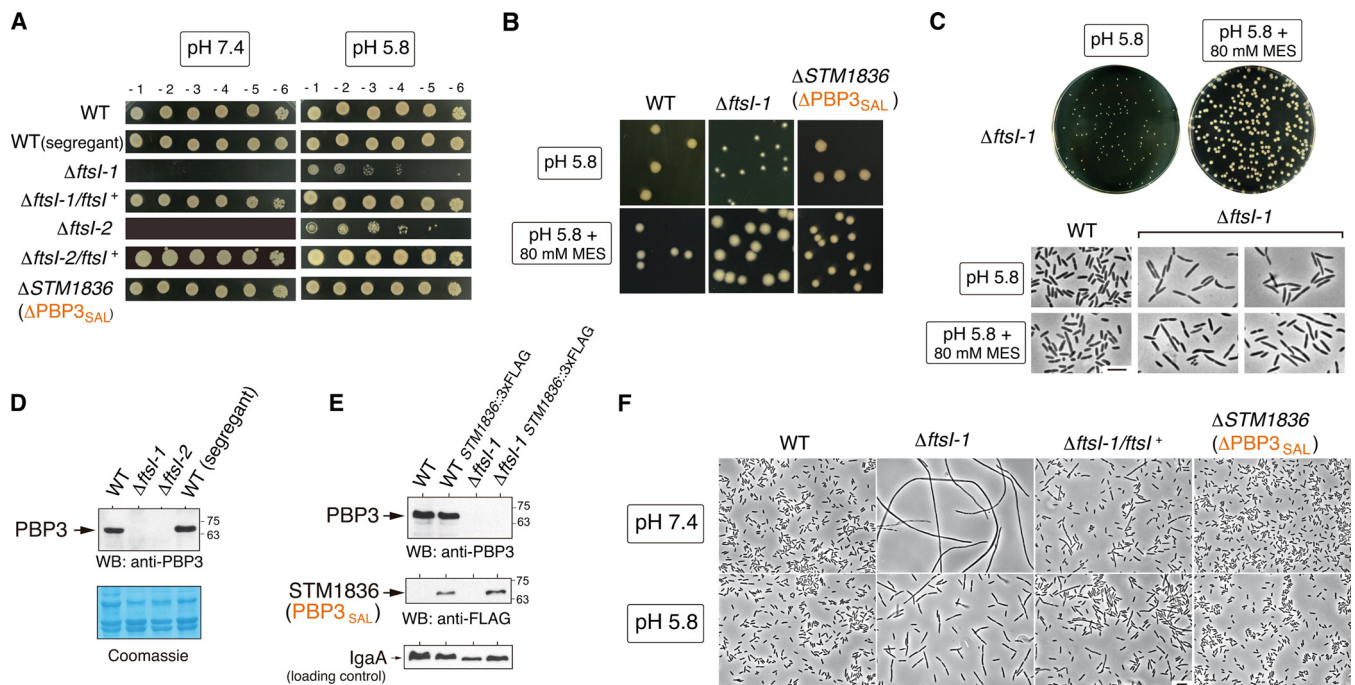 A
pH 7.4
pH 5.8
- 1 - 2 - 3 - 4 - 5 - 6
- 1 - 2 - 3 - 4 - 5 - 6
WT
WT(segregant)
ΔftsI-1
ΔftsI-1/ftsI +
ΔftsI-2
ΔftsI-2/ftsI +
ΔSTM1836
(ΔPBP3SAL)
B
WT
ΔftsI-1
ΔSTM1836
(ΔPBP3SAL)
pH 5.8
pH 5.8 +
80 mM MES
C
pH 5.8
pH 5.8 +
80 mM MES
ΔftsI-1
WT
ΔftsI-1
pH 5.8
pH 5.8 +
80 mM MES
D
WT
ΔftsI-1
ΔftsI-2
WT (segregant)
PBP3
75
63
WB: anti-PBP3
Coomassie
E
WT
WT STM1836::3xFLAG
ΔftsI-1
ΔftsI-1 STM1836::3xFLAG
PBP3
75
63
WB: anti-PBP3
STM1836
(PBP3SAL)
75
63
WB: anti-FLAG
IgaA
(loading control)
F
WT
ΔftsI-1
ΔftsI-1/ftsI +
ΔSTM1836
(ΔPBP3SAL)
pH 7.4
pH 5.8